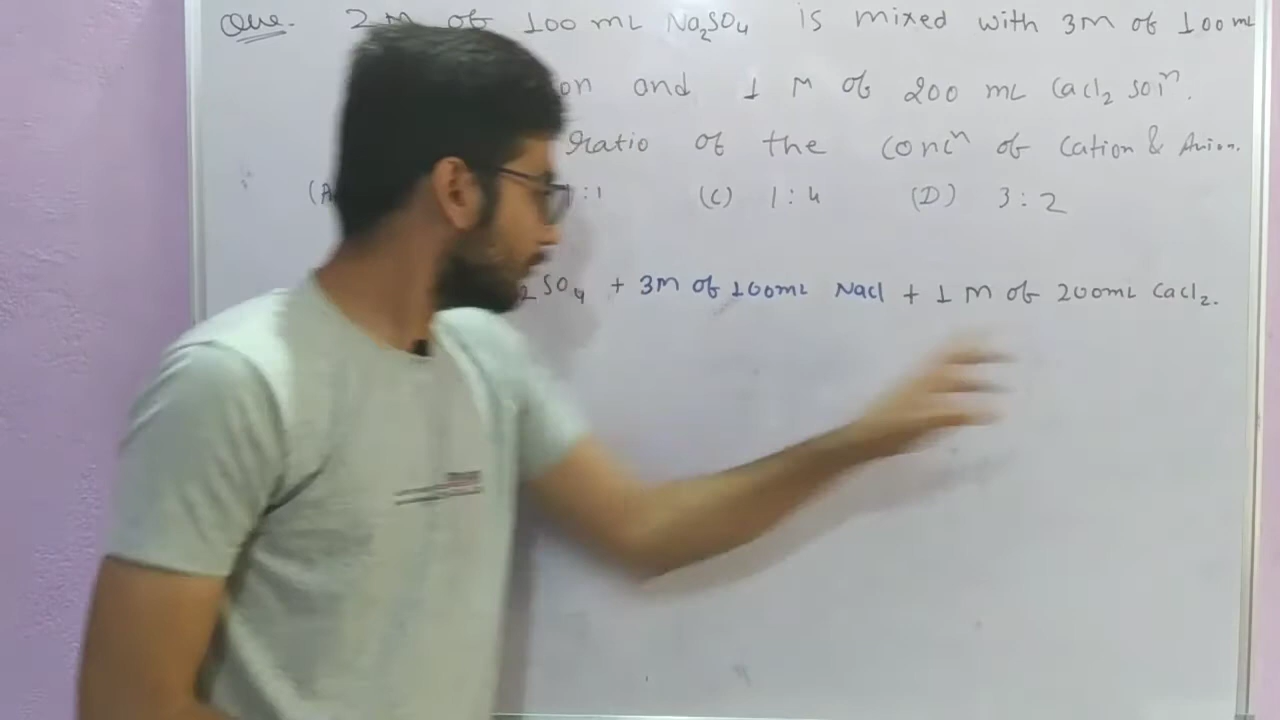 Que. 2 M of 100 mL Na2SO4 is mixed with 3M of 100 mL
on and 1 M of 200 mL CaCl2 solⁿ.
ratio of the concⁿ of Cation & Anion.
(A :1 (C) 1:4 (D) 3:2
2SO4 + 3M of 100mL NaCl + 1 M of 200mL CaCl2.